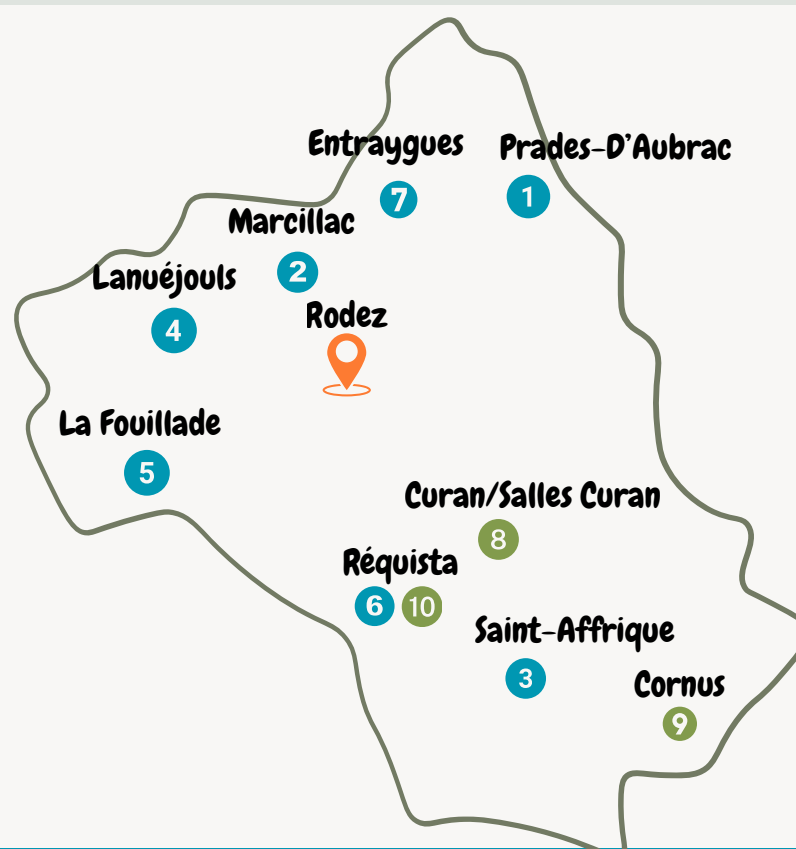 Entraygues
Prades-D'Aubrac
7
1
Marcillac
2
Lanuéjouls
4
Rodez
La Fouillade
5
Curan/Salles Curan
8
Réquista
6 10
Saint-Affrique
3
Cornus
9